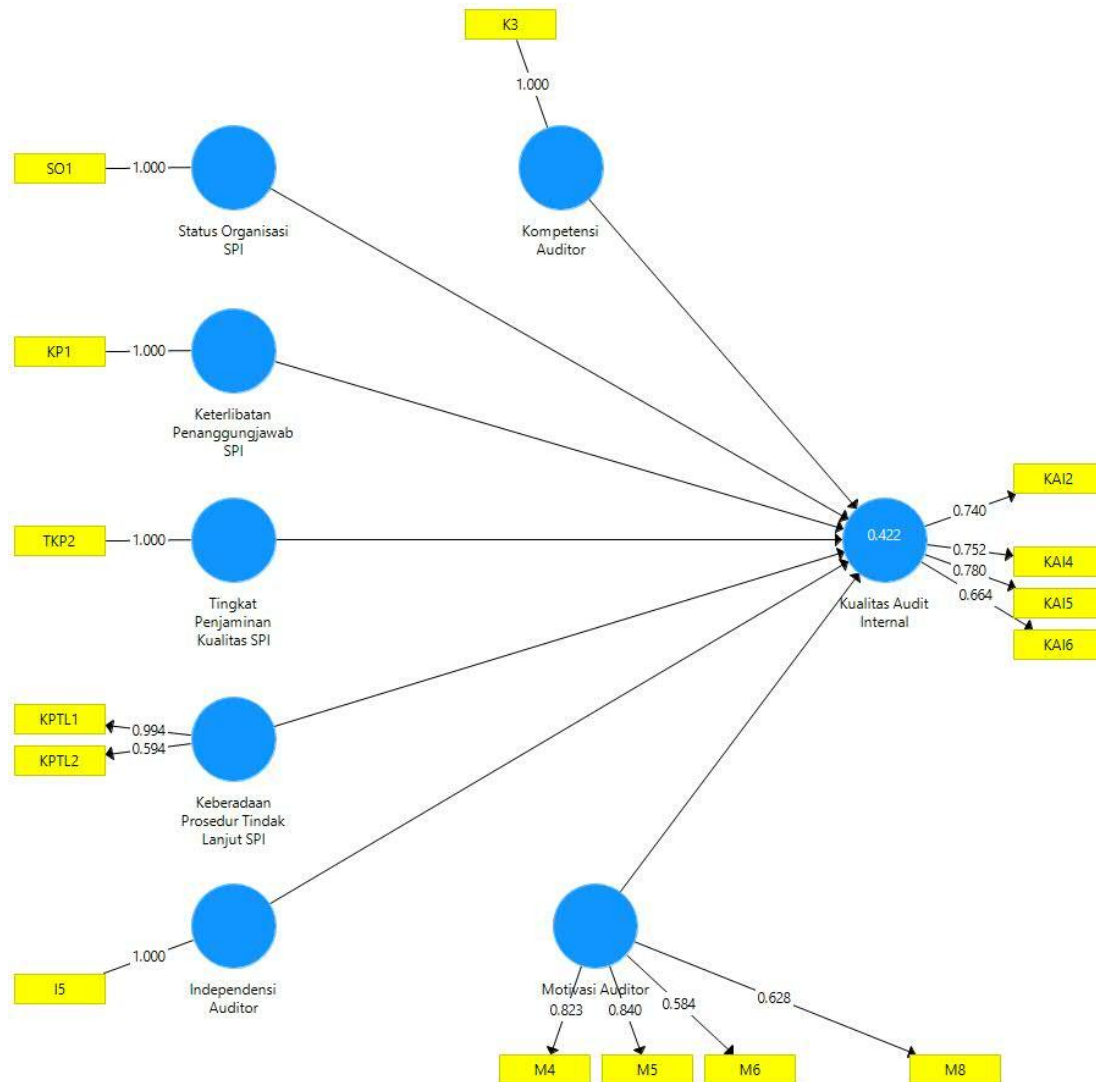 K3
1.000
SO1
1.000
Status Organisasi
SPI
Kompetensi
Auditor
KP1
1.000
Keterlibatan
Penanggungjawab
SPI
TKP2
1.000
Tingkat
Penjaminan
Kualitas SPI
0.422
Kualitas Audit
Internal
0.740
KAI2
0.752
KAI4
0.780
KAI5
0.664
KAI6
KPTL1
0.994
KPTL2
0.594
Keberadaan
Prosedur Tindak
Lanjut SPI
I5
1.000
Independensi
Auditor
Motivasi Auditor
0.823
0.840
0.584
0.628
M4
M5
M6
M8